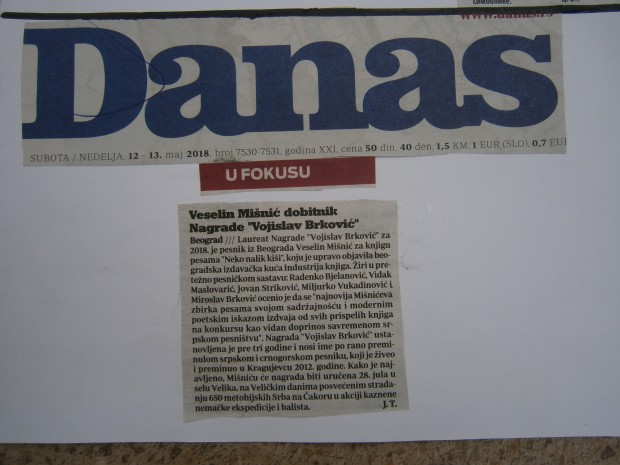 www.danas.rs
Danas
SUBOTA / NEDELJA, 12 - 13. maj 2018, broj 7530-7531, godina XXI, cena 50 din, 40 den, 1,5 KM, 1 EUR (SLO), 0,7 EU
U FOKUSU
Veselin Mišnić dobitnik
Nagrade "Vojislav Brković"
Beograd /// Laureat Nagrade "Vojislav Brković" za
2018. je pesnik iz Beograda Veselin Mišnić za knjigu
pesama "Neko nalik kiši", koju je upravo objavila beo-
gradska izdavačka kuća Industrija knjiga. Žiri u pre-
težno pesničkom sastavu: Radenko Bjelanović, Vidak
Maslovarić, Jovan Striković, Miljurko Vukadinović i
Miroslav Brković ocenio je da se "najnovija Mišnićeva
zbirka pesama svojom sadržajnošću i modernim
poetskim iskazom izdvaja od svih prispelih knjiga
na konkursu kao vidan doprinos savremenom sr-
pskom pesništvu". Nagrada "Vojislav Brković" usta-
novljena je pre tri godine i nosi ime po rano premi-
nulom srpskom i crnogorskom pesniku, koji je živeo
i preminuo u Kragujevcu 2012. godine. Kako je naj-
avljeno, Mišniću će nagrada biti uručena 28. jula u
selu Velika, na Veličkim danima posvećenim strada-
nju 650 metohijskih Srba na Čakoru u akciji kaznene
nemačke ekspedicije i balista. J. T.